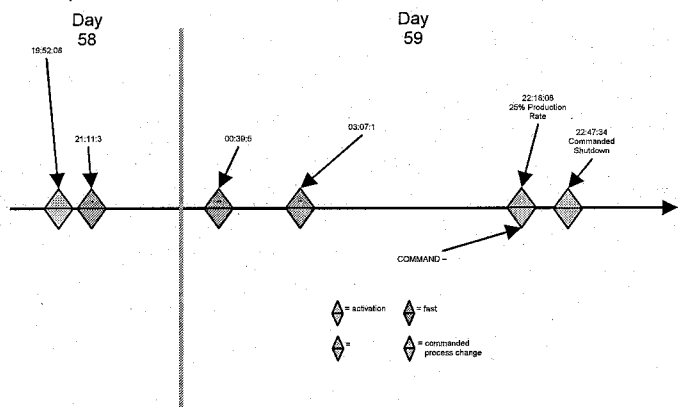 Day
58
Day
59
19:52:08
21:11:3
00:39:5
03:07:1
22:18:08
25% Production
Rate
22:47:34
Commanded
Shutdown
COMMAND –
= activation
= fast
=
= commanded
process change